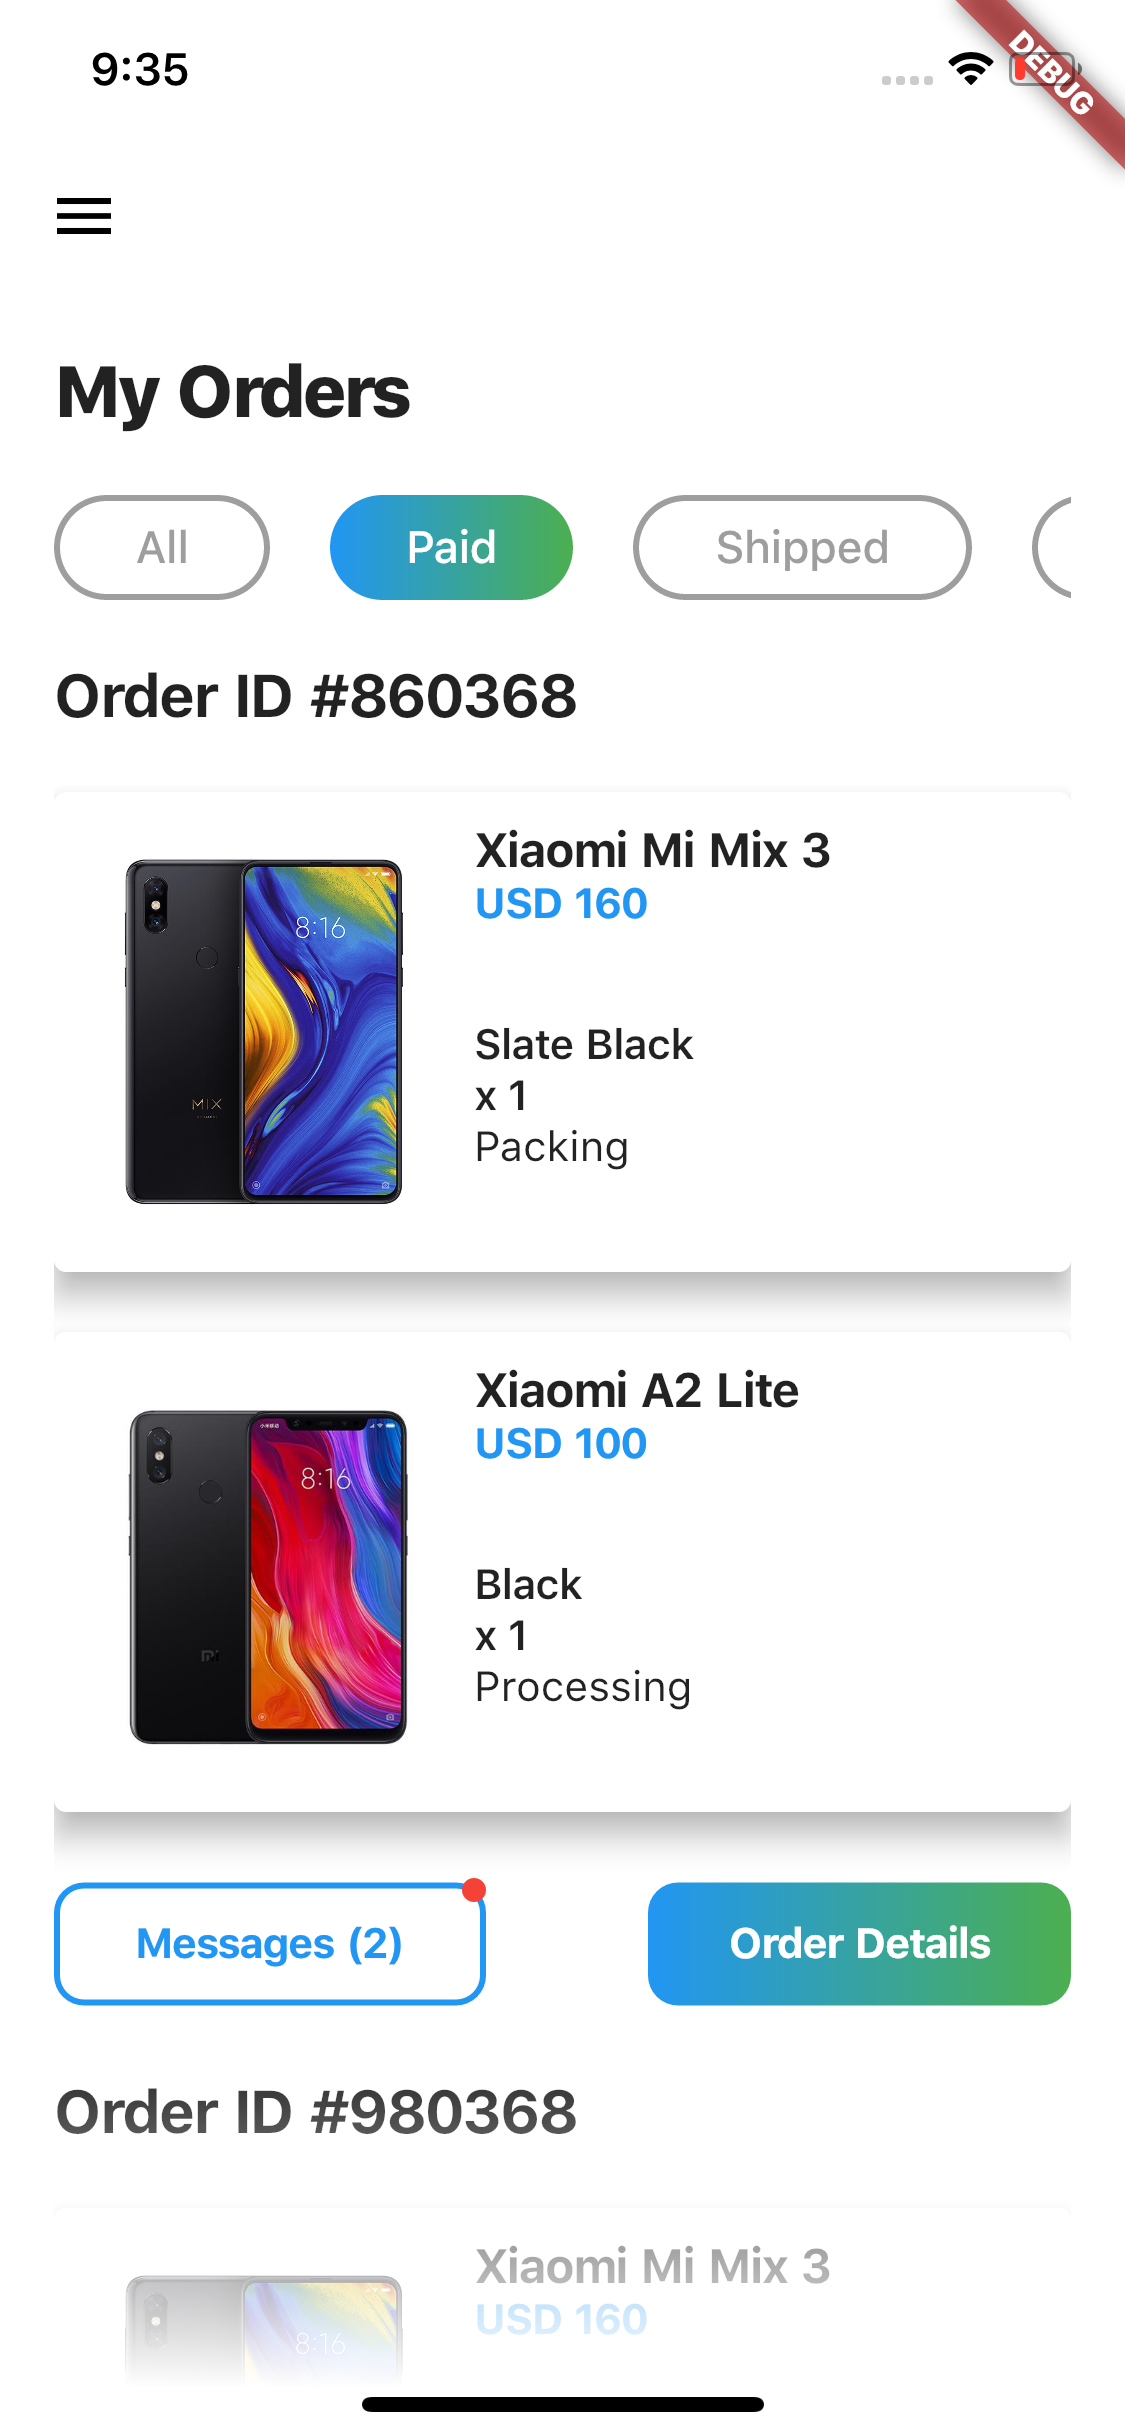 9:35
DEBUG
My Orders
All
Paid
Shipped
Order ID #860368
Xiaomi Mi Mix 3
USD 160
8:16
MIX
Slate Black
x 1
Packing
Xiaomi A2 Lite
USD 100
8:16
Black
x 1
Processing
Messages (2)
Order Details
Order ID #980368
Xiaomi Mi Mix 3
USD 160
8:16